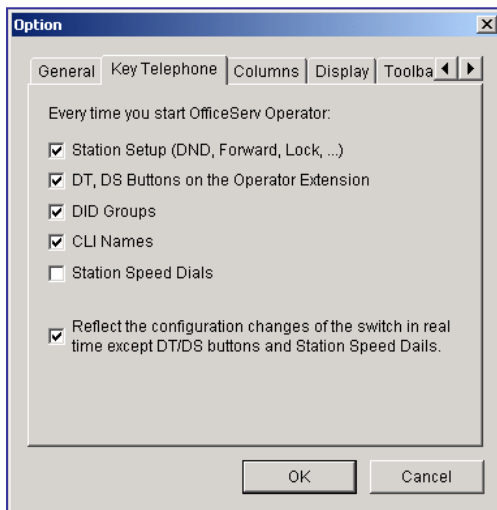 Option
General Key Telephone Columns Display Toolba
Every time you start OfficeServ Operator:
Station Setup (DND, Forward, Lock, ...)
DT, DS Buttons on the Operator Extension
DID Groups
CLI Names
Station Speed Dials
Reflect the configuration changes of the switch in real
time except DT/DS buttons and Station Speed Dails.
OK Cancel